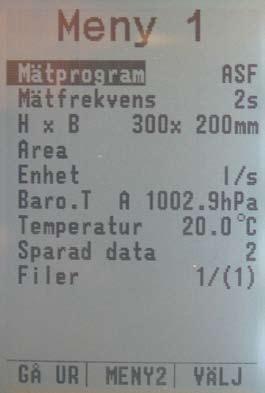 Meny 1
Mätprogram ASF
Mätfrekvens 2s
H x B 300x 200mm
Area
Enhet l/s
Baro.T A 1002.9hPa
Temperatur 20.0°C
Sparad data 2
Filer 1/(1)
GÅ UR| MENY2| VÄLJ